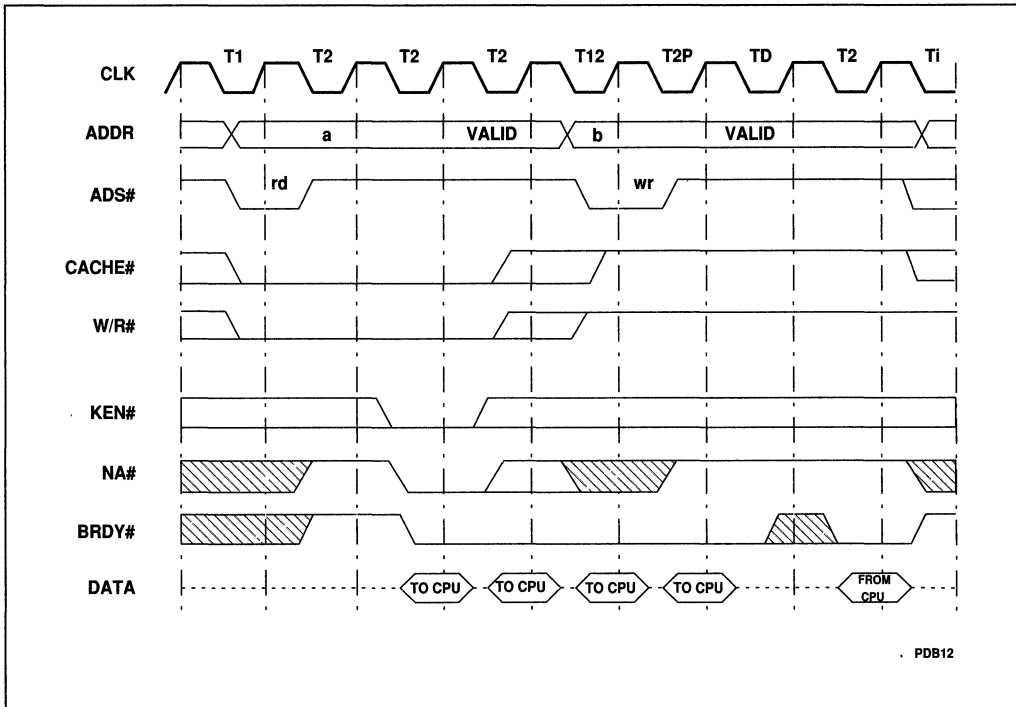 CLK T1 T2 T2 T2 T12 T2P TD T2 Ti
ADDR a VALID b VALID
ADS# rd wr
CACHE#
W/R#
KEN#
NA#
BRDY#
DATA TO CPU TO CPU TO CPU TO CPU FROM CPU
PDB12